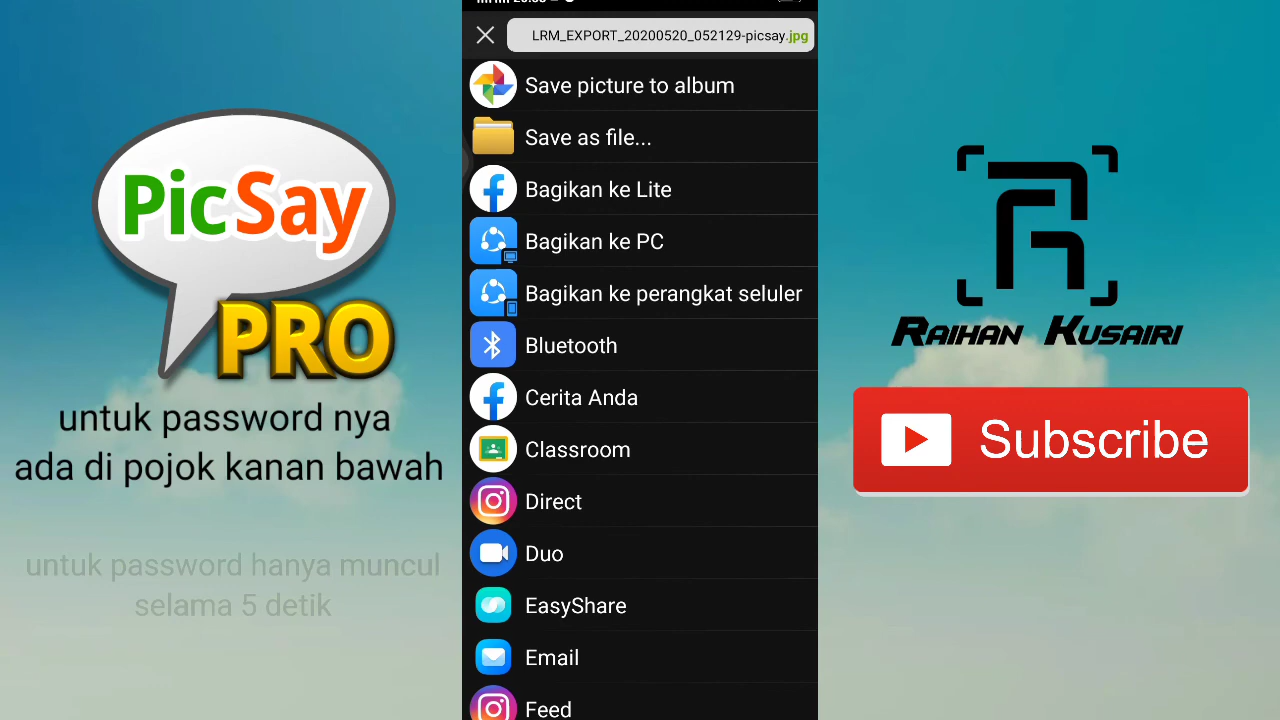 PicSay
PRO
untuk password nya
ada di pojok kanan bawah
untuk password hanya muncul
selama 5 detik
LRM_EXPORT_20200520_052129-picsay.jpg
Save picture to album
Save as file...
Bagikan ke Lite
Bagikan ke PC
Bagikan ke perangkat seluler
Bluetooth
Cerita Anda
Classroom
Direct
Duo
EasyShare
Email
Feed
RAIHAN KUSAIRI
Subscribe